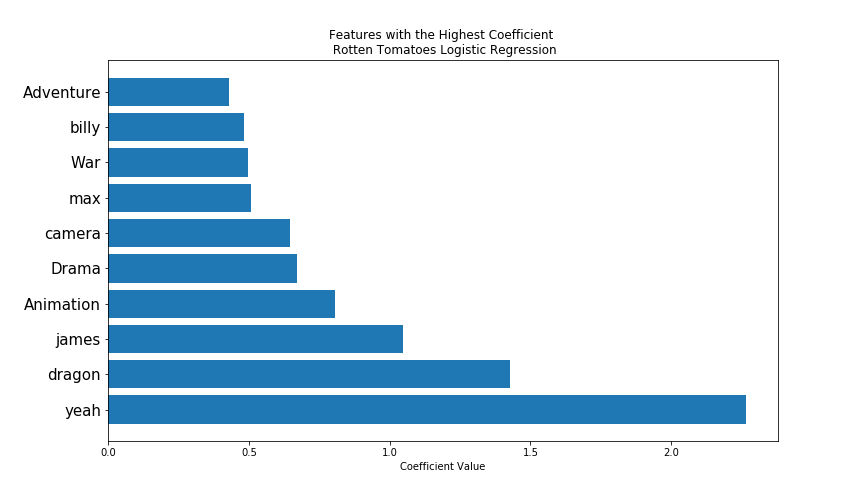 Features with the Highest Coefficient
Rotten Tomatoes Logistic Regression
Adventure
billy
War
max
camera
Drama
Animation
james
dragon
yeah
0.0 0.5 1.0 1.5 2.0
Coefficient Value